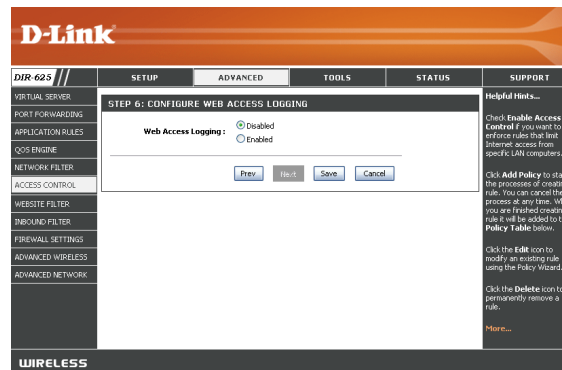 D-Link
DIR-625
SETUP
ADVANCED
TOOLS
STATUS
SUPPORT
VIRTUAL SERVER
PORT FORWARDING
APPLICATION RULES
QOS ENGINE
NETWORK FILTER
ACCESS CONTROL
WEBSITE FILTER
INBOUND FILTER
FIREWALL SETTINGS
ADVANCED WIRELESS
ADVANCED NETWORK
STEP 6: CONFIGURE WEB ACCESS LOGGING
Web Access Logging :
Disabled
Enabled
Prev
Next
Save
Cancel
Helpful Hints...
Check Enable Access
Control if you want to
enforce rules that limit
Internet access from
specific LAN computers.
Click Add Policy to sta
the processes of creatin
rule. You can cancel the
process at any time. Wh
you are finished creatin
rule it will be added to t
Policy Table below.
Click the Edit icon to
modify an existing rule
using the Policy Wizard.
Click the Delete icon to
permanently remove a
rule.
More...
WIRELESS